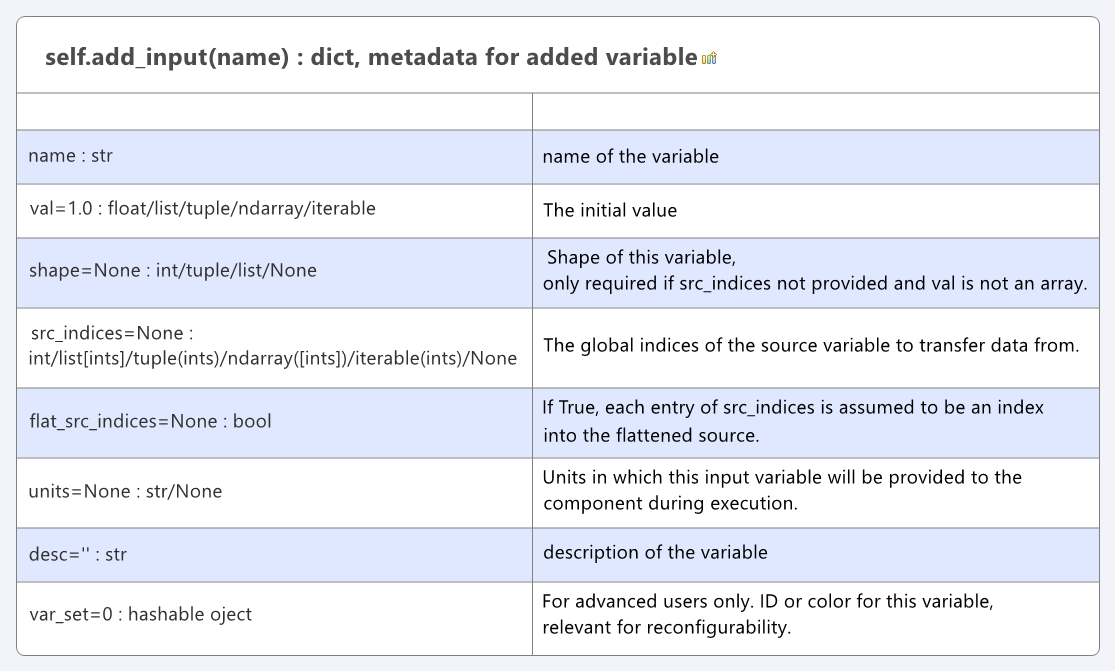 self.add_input(name) : dict, metadata for added variable
name : str
name of the variable
val=1.0 : float/list/tuple/ndarray/iterable
The initial value
shape=None : int/tuple/list/None
Shape of this variable,
only required if src_indices not provided and val is not an array.
src_indices=None :
int/list[ints]/tuple(ints)/ndarray([ints])/iterable(ints)/None
The global indices of the source variable to transfer data from.
flat_src_indices=None : bool
If True, each entry of src_indices is assumed to be an index
into the flattened source.
units=None : str/None
Units in which this input variable will be provided to the
component during execution.
desc='' : str
description of the variable
var_set=0 : hashable oject
For advanced users only. ID or color for this variable,
relevant for reconfigurability.